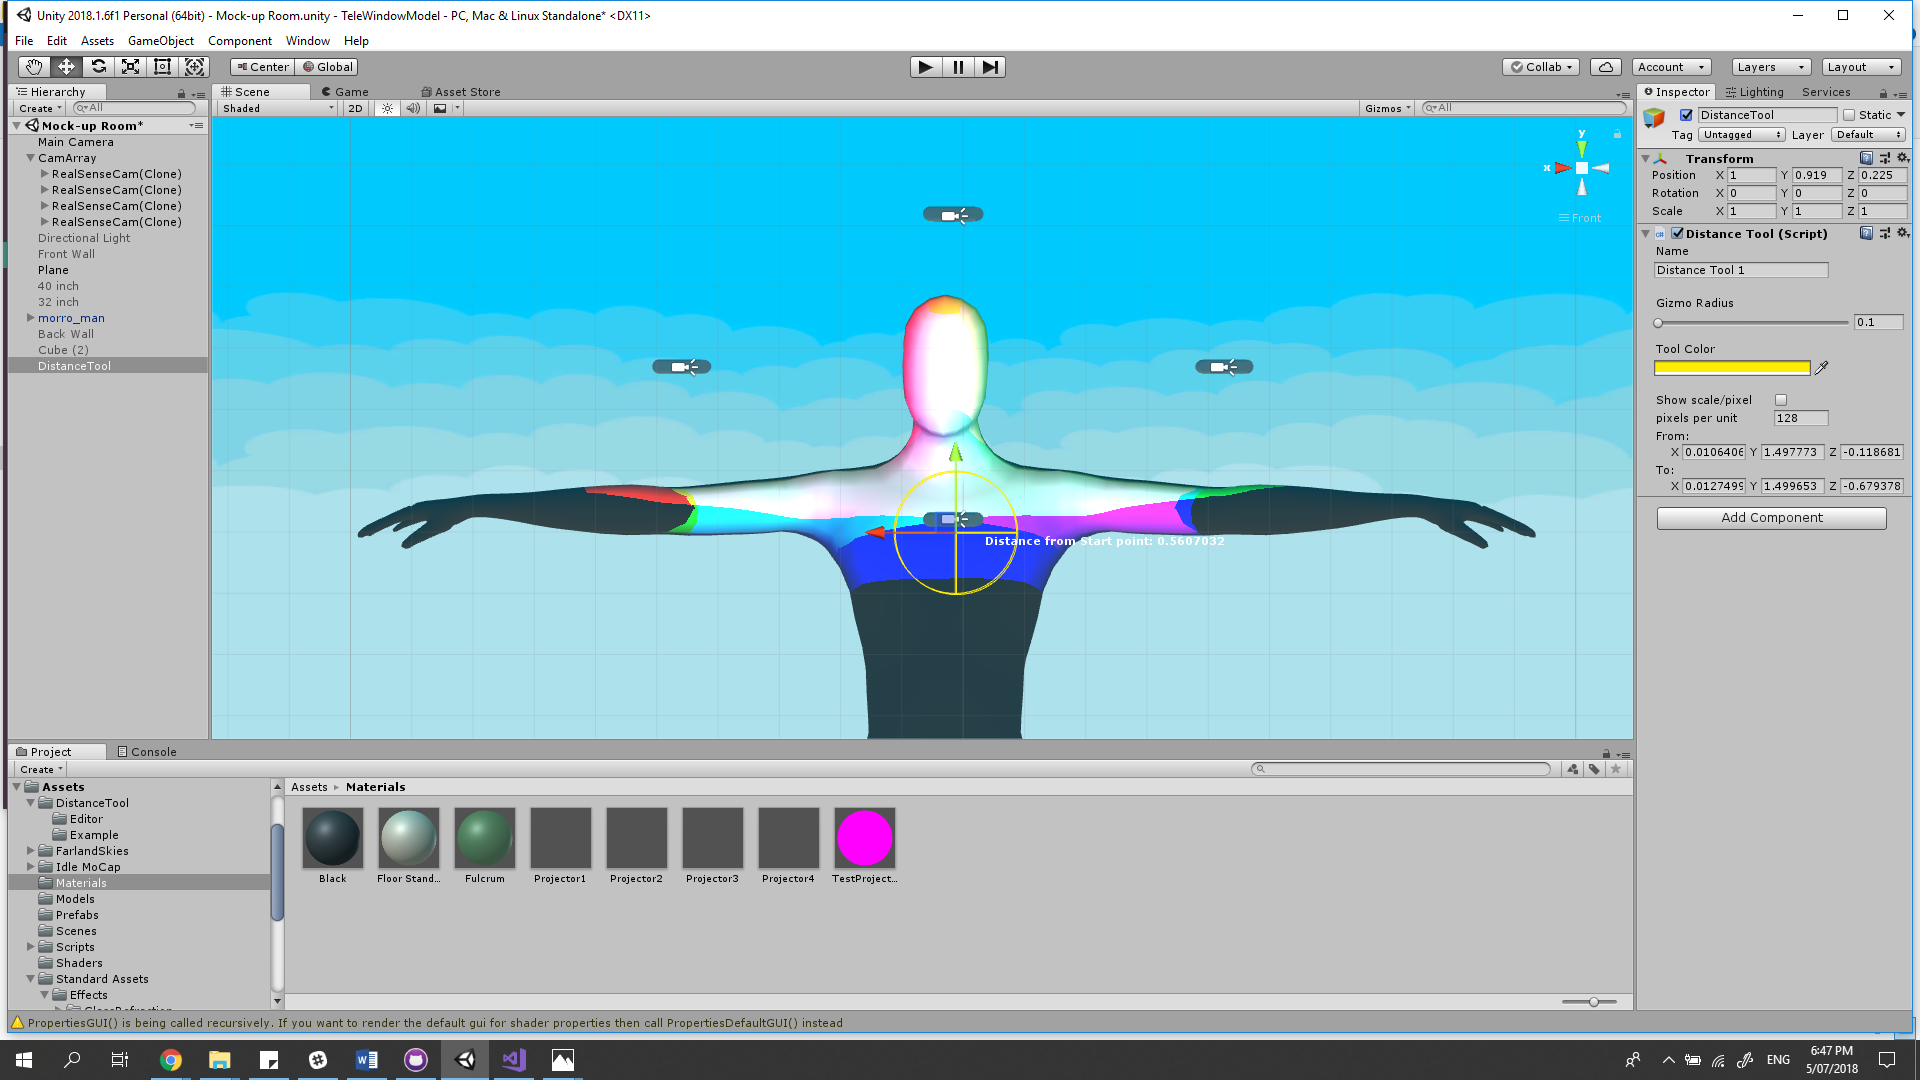 Unity 2018.1.6f1 Personal (64bit) - Mock-up Room.unity - TeleWindowModel - PC, Mac & Linux Standalone* <DX11>
File Edit Assets GameObject Component Window Help
Center Global Collab Account Layers Layout
Hierarchy Scene Game Asset Store Inspector Lighting Services
Create All Shaded 2D Gizmos All
DistanceTool Static
Tag Untagged Layer Default
Mock-up Room*
Main Camera
CamArray
RealSenseCam(Clone)
RealSenseCam(Clone)
RealSenseCam(Clone)
RealSenseCam(Clone)
Directional Light
Front Wall
Plane
40 inch
32 inch
morro_man
Back Wall
Cube (2)
DistanceTool
y
x
Front
Distance from Start point: 0.5607032
Transform
Position X 1 Y 0.919 Z 0.225
Rotation X 0 Y 0 Z 0
Scale X 1 Y 1 Z 1
Distance Tool (Script)
Name
Distance Tool 1
Gizmo Radius
0.1
Tool Color
Show scale/pixel
pixels per unit 128
From:
X 0.0106406 Y 1.497773 Z -0.118681
To:
X 0.0127499 Y 1.499653 Z -0.679378
Add Component
Project Console
Create
Assets
DistanceTool
Editor
Example
FarlandSkies
Idle MoCap
Materials
Models
Prefabs
Scenes
Scripts
Shaders
Standard Assets
Effects
Assets Materials
Black Floor Stand... Fulcrum Projector1 Projector2 Projector3 Projector4 TestProject...
PropertiesGUI() is being called recursively. If you want to render the default gui for shader properties then call PropertiesDefaultGUI() instead
ENG
6:47 PM
5/07/2018